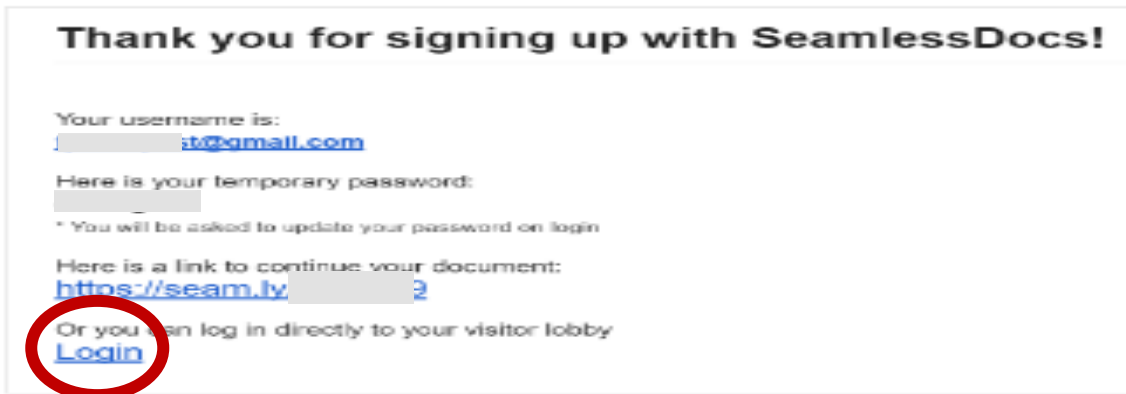 Thank you for signing up with SeamlessDocs!
Your username is:
st@gmail.com
Here is your temporary password:
* You will be asked to update your password on login
Here is a link to continue your document:
https://seam.ly 9
Or you can log in directly to your visitor lobby
Login